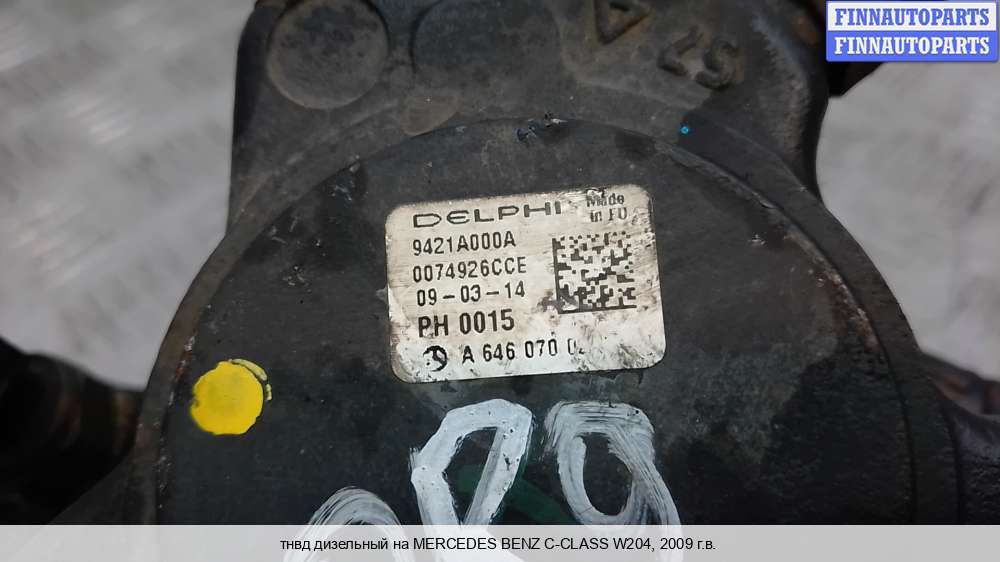 FINNAUTOPARTS
FINNAUTOPARTS
DELPHI
Made
in EU
9421A000A
0074926CCE
09-03-14
PH 0015
A 646 070
тнвд дизельный на MERCEDES BENZ C-CLASS W204, 2009 г.в.